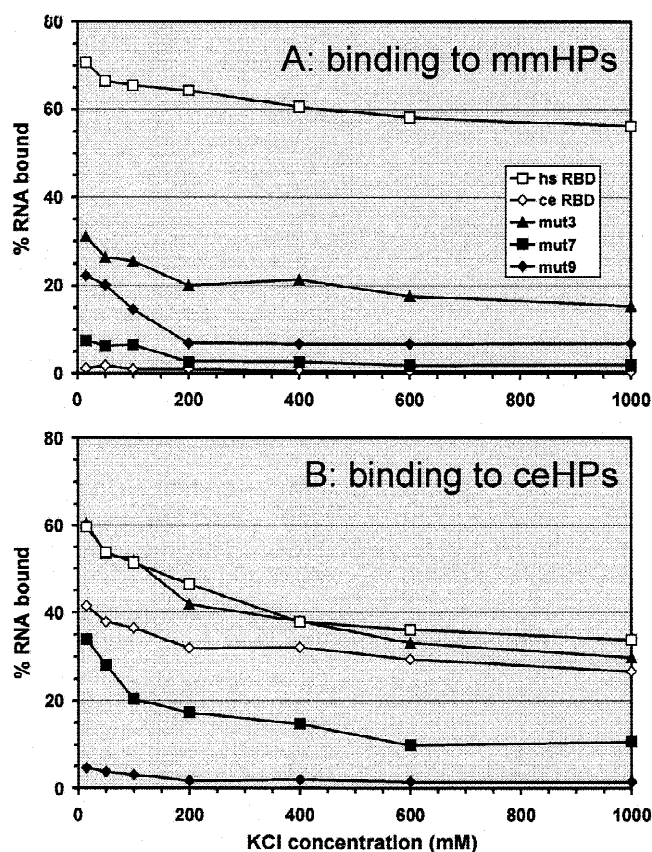 80
A: binding to mmHPs
60
40
20
0
% RNA bound
hs RBD
ce RBD
mut3
mut7
mut9
0 200 400 600 800 1000
80
B: binding to ceHPs
60
40
20
0
% RNA bound
0 200 400 600 800 1000
KCl concentration (mM)